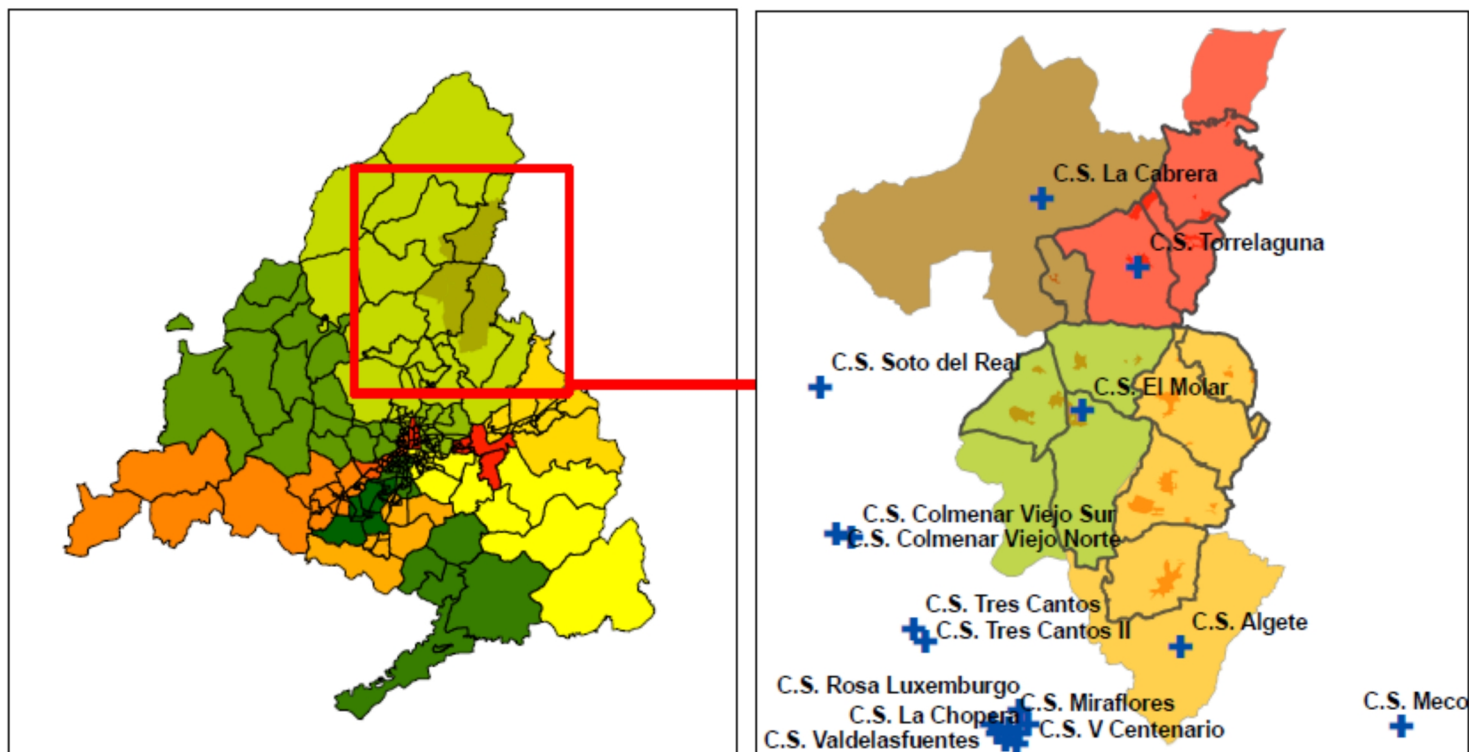 C.S. La Cabrera
C.S. Torrelaguna
C.S. Soto del Real
C.S. El Molar
C.S. Colmenar Viejo Sur
C.S. Colmenar Viejo Norte
C.S. Tres Cantos
C.S. Tres Cantos II
C.S. Algete
C.S. Rosa Luxemburgo
C.S. Miraflores
C.S. Meco
C.S. La Chopera
C.S. V Centenario
C.S. Valdelasfuentes